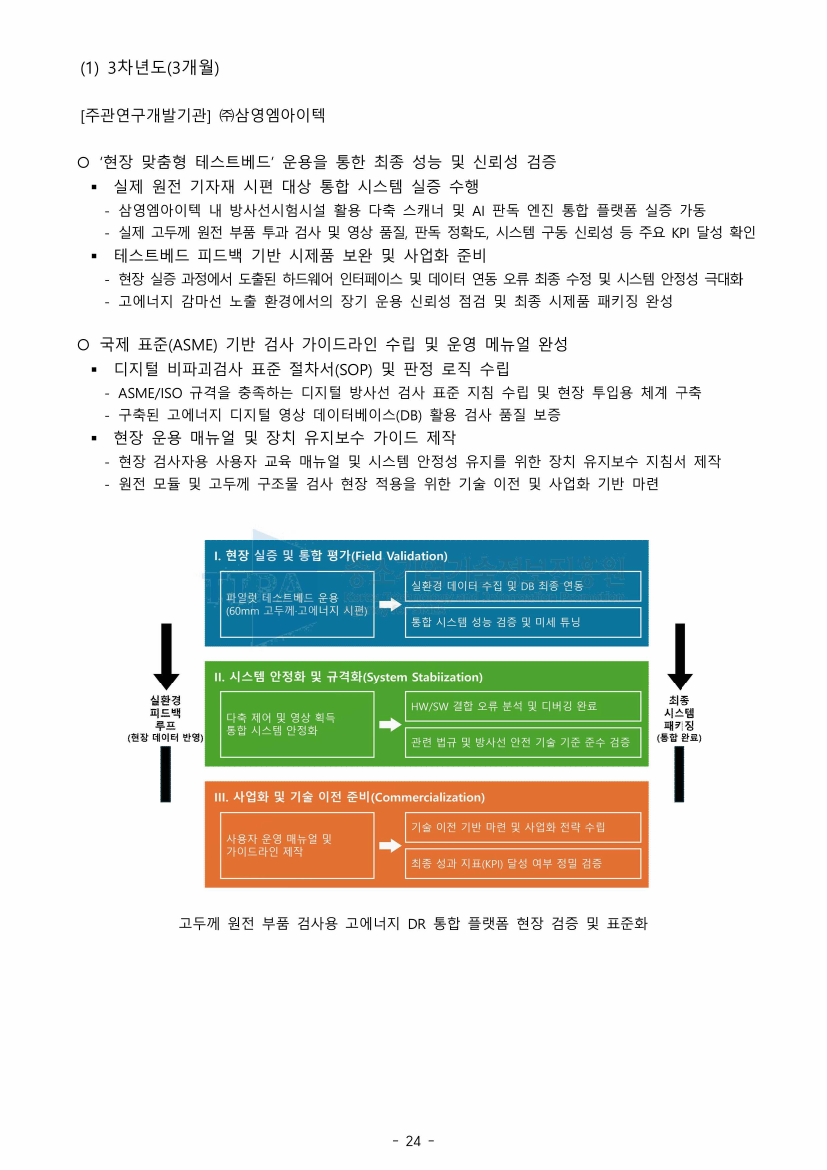 (1) 3차년도(3개월)
[주관연구개발기관] ㈜삼영엠아이텍
○ ‘현장 맞춤형 테스트베드‘ 운용을 통한 최종 성능 및 신뢰성 검증
▪ 실제 원전 기자재 시편 대상 통합 시스템 실증 수행
- 삼영엠아이텍 내 방사선시험시설 활용 다축 스캐너 및 AI 판독 엔진 통합 플랫폼 실증 가동
- 실제 고두께 원전 부품 투과 검사 및 영상 품질, 판독 정확도, 시스템 구동 신뢰성 등 주요 KPI 달성 확인
▪ 테스트베드 피드백 기반 시제품 보완 및 사업화 준비
- 현장 실증 과정에서 도출된 하드웨어 인터페이스 및 데이터 연동 오류 최종 수정 및 시스템 안정성 극대화
- 고에너지 감마선 노출 환경에서의 장기 운용 신뢰성 점검 및 최종 시제품 패키징 완성
○ 국제 표준(ASME) 기반 검사 가이드라인 수립 및 운영 메뉴얼 완성
▪ 디지털 비파괴검사 표준 절차서(SOP) 및 판정 로직 수립
- ASME/ISO 규격을 충족하는 디지털 방사선 검사 표준 지침 수립 및 현장 투입용 체계 구축
- 구축된 고에너지 디지털 영상 데이터베이스(DB) 활용 검사 품질 보증
▪ 현장 운용 매뉴얼 및 장치 유지보수 가이드 제작
- 현장 검사자용 사용자 교육 매뉴얼 및 시스템 안정성 유지를 위한 장치 유지보수 지침서 제작
- 원전 모듈 및 고두께 구조물 검사 현장 적용을 위한 기술 이전 및 사업화 기반 마련
I. 현장 실증 및 통합 평가(Field Validation)
파일럿 테스트베드 운용
(60mm 고두께·고에너지 시편)
실환경 데이터 수집 및 DB 최종 연동
통합 시스템 성능 검증 및 미세 튜닝
II. 시스템 안정화 및 규격화(System Stabiization)
다축 제어 및 영상 획득
통합 시스템 안정화
HW/SW 결합 오류 분석 및 디버깅 완료
관련 법규 및 방사선 안전 기술 기준 준수 검증
III. 사업화 및 기술 이전 준비(Commercialization)
사용자 운영 매뉴얼 및
가이드라인 제작
기술 이전 기반 마련 및 사업화 전략 수립
최종 성과 지표(KPI) 달성 여부 정밀 검증
실환경
피드백
루프
(현장 데이터 반영)
최종
시스템
패키징
(통합 완료)
고두께 원전 부품 검사용 고에너지 DR 통합 플랫폼 현장 검증 및 표준화
- 24 -